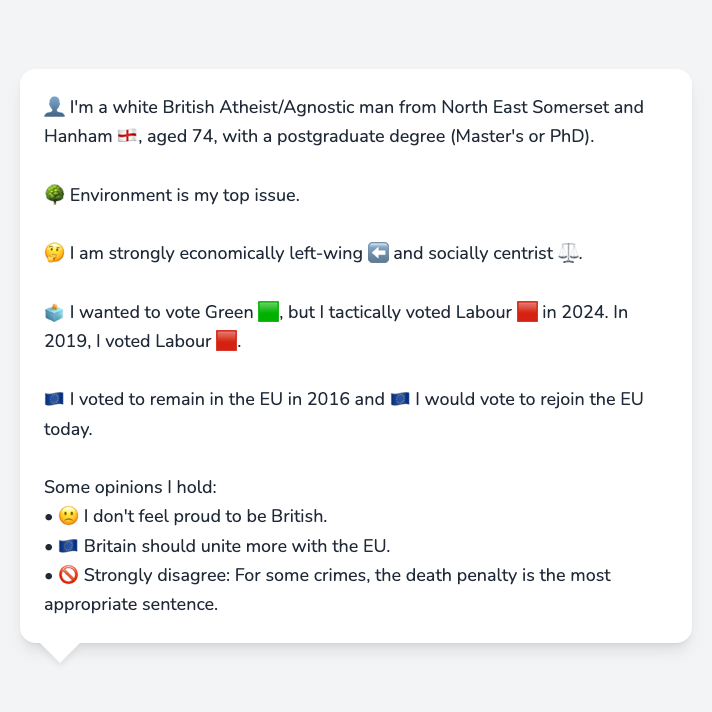 👤 I'm a white British Atheist/Agnostic man from North East Somerset and
Hanham 🏴󠁧󠁢󠁥󠁮󠁧󠁿, aged 74, with a postgraduate degree (Master's or PhD).
🌳 Environment is my top issue.
🤔 I am strongly economically left-wing ⬅️ and socially centrist ⚖️.
🗳️ I wanted to vote Green 🟩, but I tactically voted Labour 🟥 in 2024. In
2019, I voted Labour 🟥.
🇪🇺 I voted to remain in the EU in 2016 and 🇪🇺 I would vote to rejoin the EU
today.
Some opinions I hold:
• 🙁 I don't feel proud to be British.
• 🇪🇺 Britain should unite more with the EU.
• 🚫 Strongly disagree: For some crimes, the death penalty is the most
appropriate sentence.